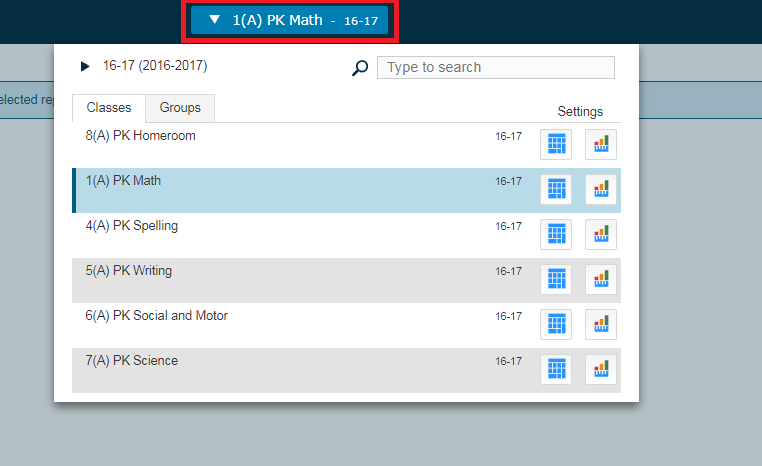 ▼ 1(A) PK Math - 16-17
▶ 16-17 (2016-2017)
Type to search
elected rep
Classes
Groups
Settings
8(A) PK Homeroom 16-17
1(A) PK Math 16-17
4(A) PK Spelling 16-17
5(A) PK Writing 16-17
6(A) PK Social and Motor 16-17
7(A) PK Science 16-17